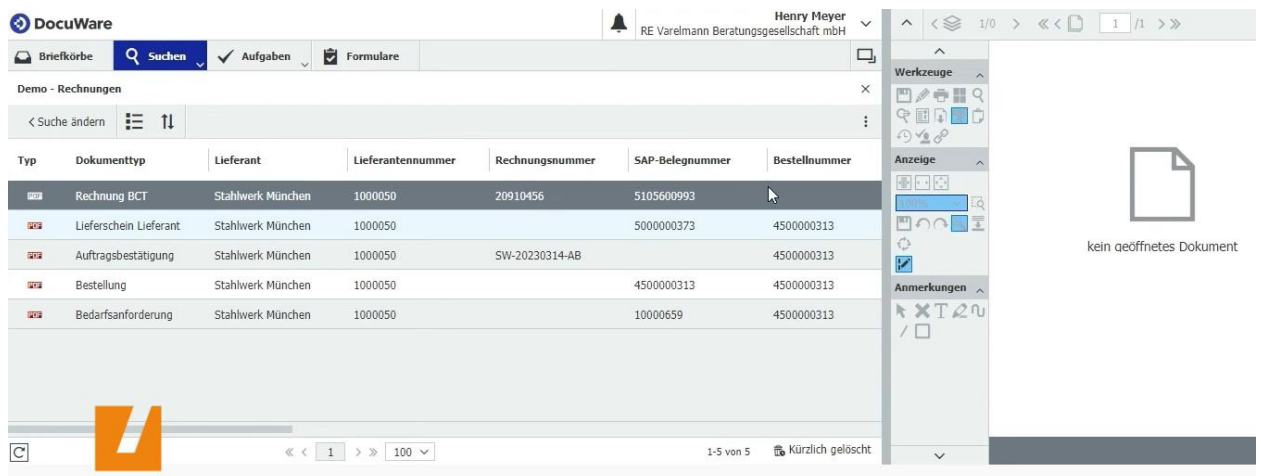 DocuWare
Henry Meyer
RE Varelmann Beratungsgesellschaft mbH
1/0
1 /1
Briefkörbe Suchen Aufgaben Formulare
Demo - Rechnungen
Suche ändern
Typ Dokumenttyp Lieferant Lieferantennummer Rechnungsnummer SAP-Belegnummer Bestellnummer
PDF Rechnung BCT Stahlwerk München 1000050 20910456 5105600993
PDF Lieferschein Lieferant Stahlwerk München 1000050 5000000373 4500000313
PDF Auftragsbestätigung Stahlwerk München 1000050 SW-20230314-AB 4500000313
PDF Bestellung Stahlwerk München 1000050 4500000313 4500000313
PDF Bedarfsanforderung Stahlwerk München 1000050 10000659 4500000313
1 100 1-5 von 5 Kürzlich gelöscht
Werkzeuge
Anzeige
100%
Anmerkungen
kein geöffnetes Dokument